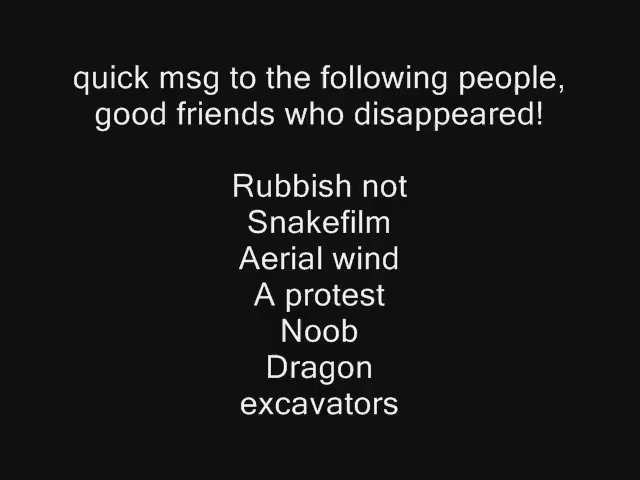 quick msg to the following people,
good friends who disappeared!
Rubbish not
Snakefilm
Aerial wind
A protest
Noob
Dragon
excavators